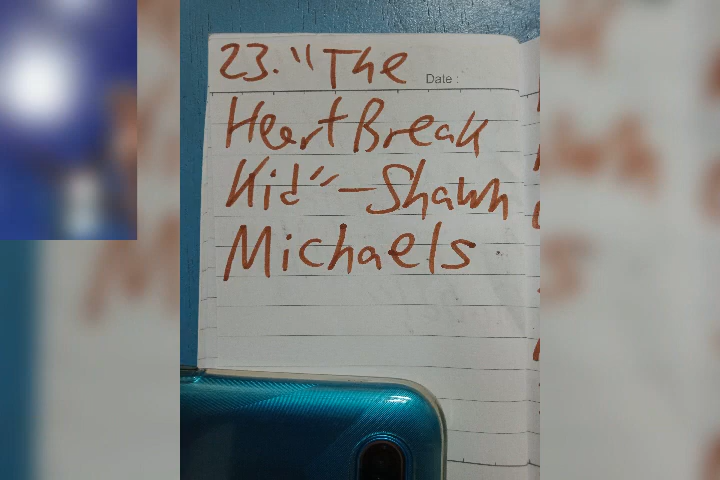 23. "The
Date :
HeartBreak
Kid" - Shawn
Michaels